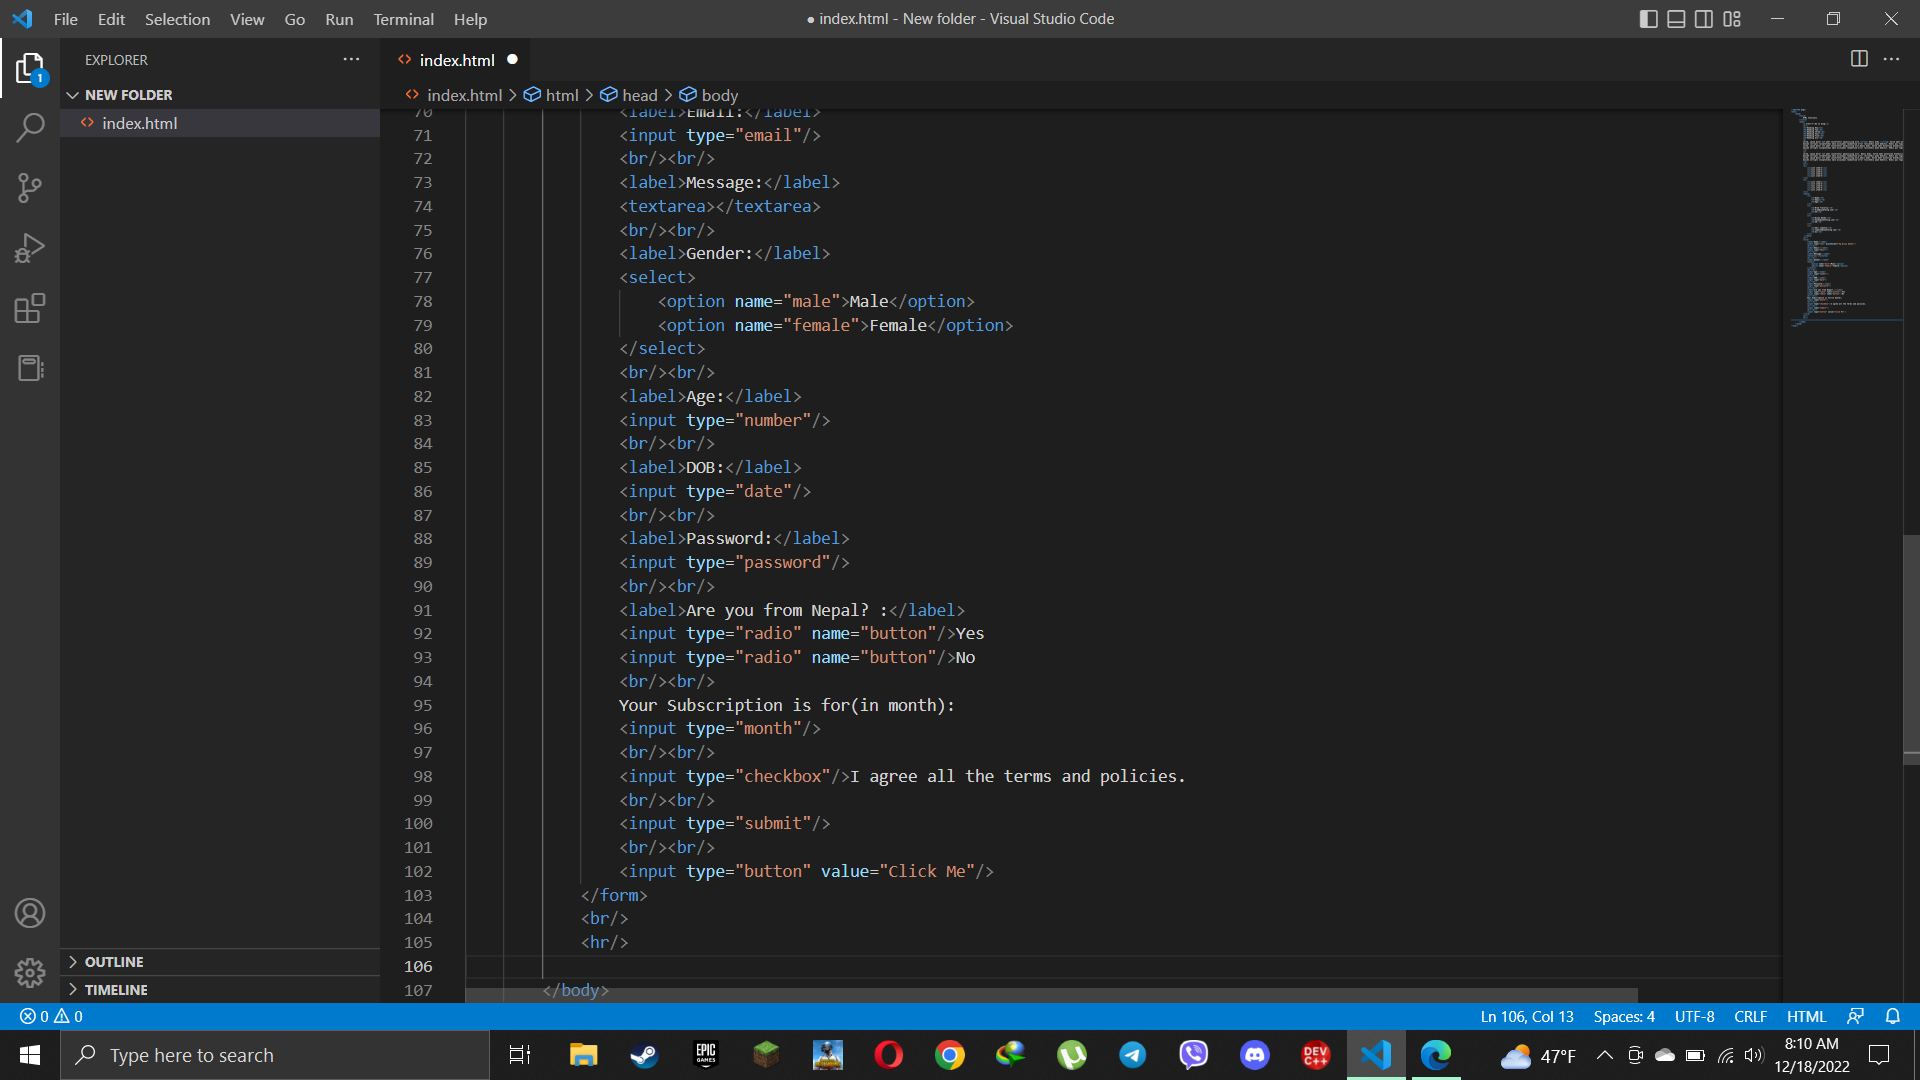 File Edit Selection View Go Run Terminal Help
● index.html - New folder - Visual Studio Code
EXPLORER
1
NEW FOLDER
index.html
index.html
index.html > html > head > body
70 <label>Email:</label>
71 <input type="email"/>
72 <br/><br/>
73 <label>Message:</label>
74 <textarea></textarea>
75 <br/><br/>
76 <label>Gender:</label>
77 <select>
78 <option name="male">Male</option>
79 <option name="female">Female</option>
80 </select>
81 <br/><br/>
82 <label>Age:</label>
83 <input type="number"/>
84 <br/><br/>
85 <label>DOB:</label>
86 <input type="date"/>
87 <br/><br/>
88 <label>Password:</label>
89 <input type="password"/>
90 <br/><br/>
91 <label>Are you from Nepal? :</label>
92 <input type="radio" name="button"/>Yes
93 <input type="radio" name="button"/>No
94 <br/><br/>
95 Your Subscription is for(in month):
96 <input type="month"/>
97 <br/><br/>
98 <input type="checkbox"/>I agree all the terms and policies.
99 <br/><br/>
100 <input type="submit"/>
101 <br/><br/>
102 <input type="button" value="Click Me"/>
103 </form>
104 <br/>
105 <hr/>
106
107 </body>
OUTLINE
TIMELINE
0 0
Ln 106, Col 13 Spaces: 4 UTF-8 CRLF HTML
Type here to search
EPIC GAMES
DEV C++
47°F
8:10 AM
12/18/2022